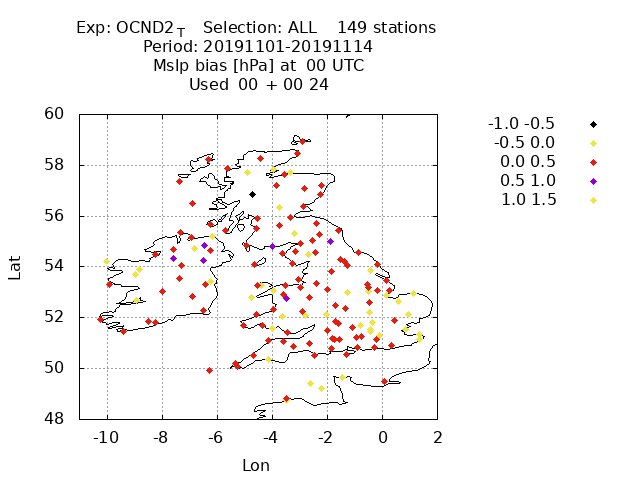 Exp: OCND2_T Selection: ALL 149 stations
Period: 20191101-20191114
Mslp bias [hPa] at 00 UTC
Used 00 + 00 24
-1.0 -0.5
-0.5 0.0
0.0 0.5
0.5 1.0
1.0 1.5
60
58
56
54
52
50
48
Lat
-10 -8 -6 -4 -2 0 2
Lon